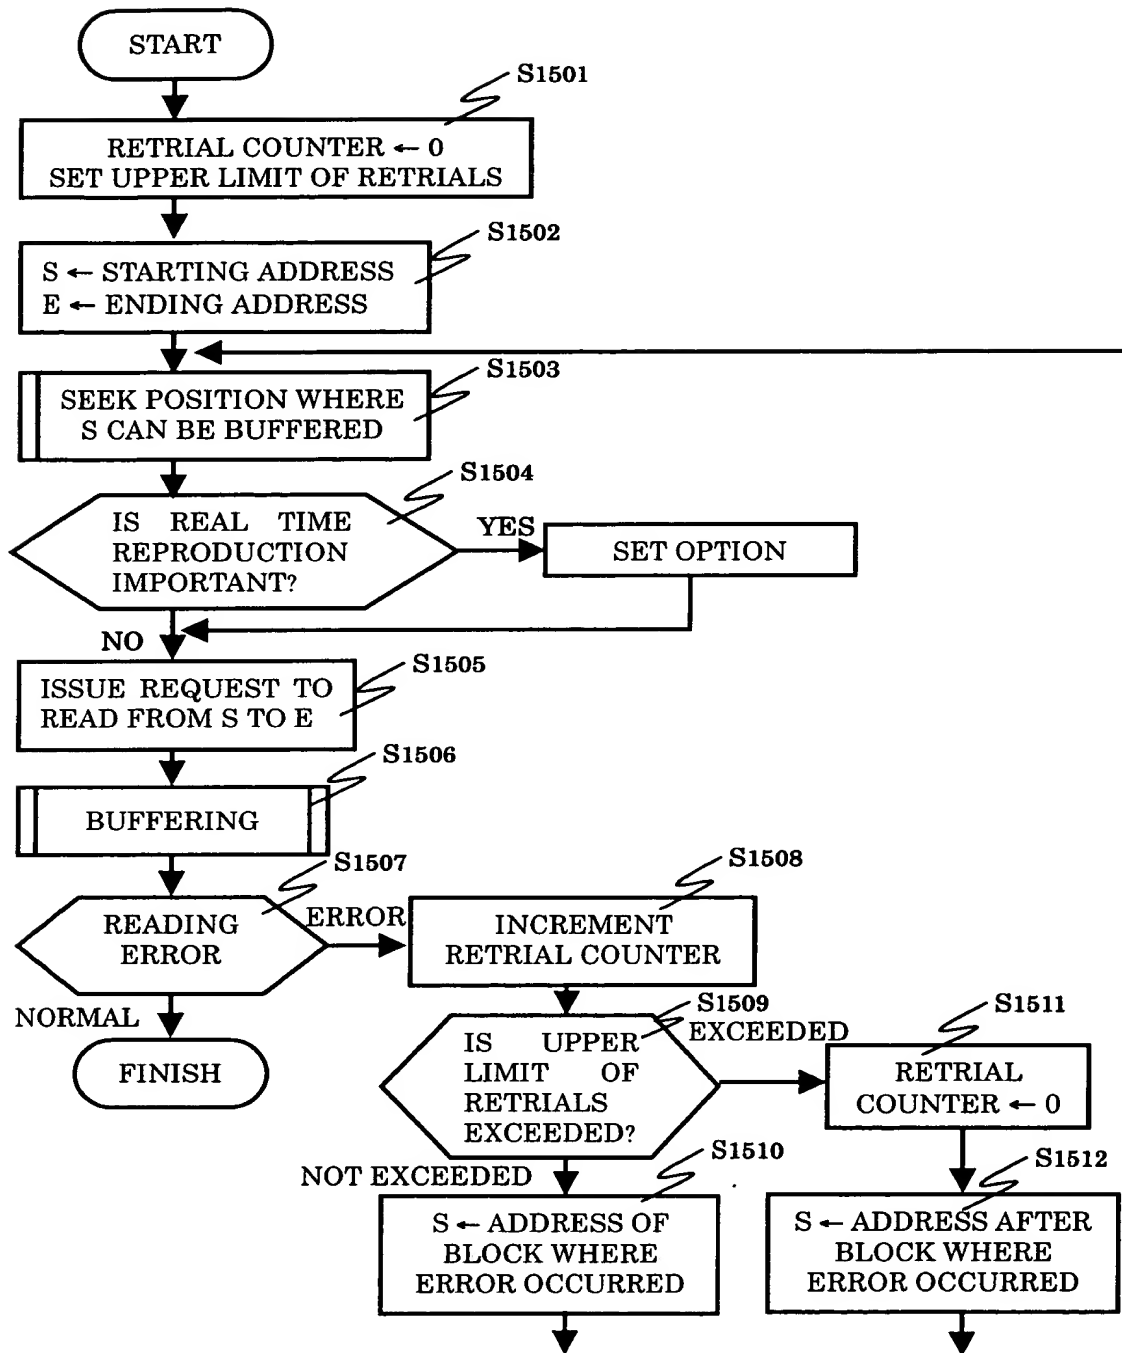 START
S1501
RETRIAL COUNTER ← 0
SET UPPER LIMIT OF RETRIALS
S1502
S ← STARTING ADDRESS
E ← ENDING ADDRESS
S1503
SEEK POSITION WHERE
S CAN BE BUFFERED
S1504
IS REAL TIME
REPRODUCTION
IMPORTANT?
YES
SET OPTION
NO
S1505
ISSUE REQUEST TO
READ FROM S TO E
S1506
BUFFERING
S1507
READING
ERROR
ERROR
S1508
INCREMENT
RETRIAL COUNTER
NORMAL
FINISH
S1509
IS UPPER
LIMIT OF
RETRIALS
EXCEEDED?
EXCEEDED
S1511
RETRIAL
COUNTER ← 0
NOT EXCEEDED
S1510
S ← ADDRESS OF
BLOCK WHERE
ERROR OCCURRED
S1512
S ← ADDRESS AFTER
BLOCK WHERE
ERROR OCCURRED